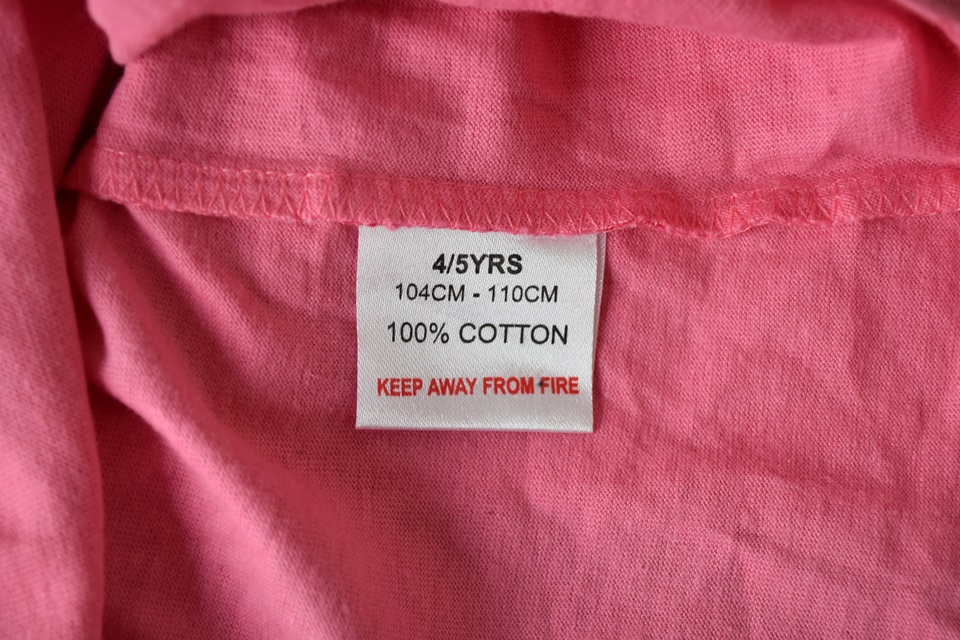 4/5YRS
104CM - 110CM
100% COTTON
KEEP AWAY FROM FIRE